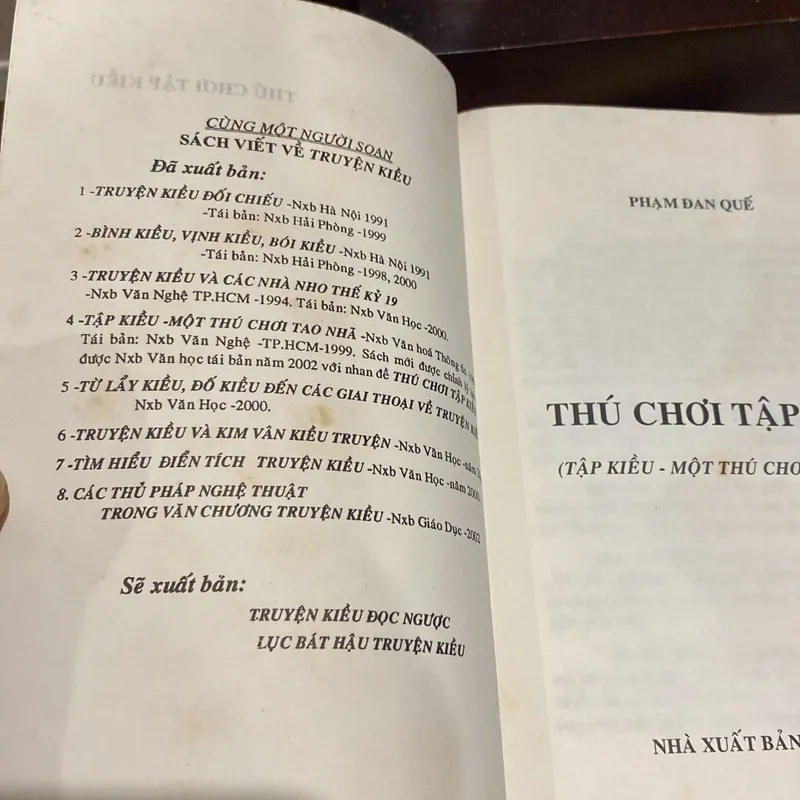 THÚ CHƠI TẬP KIỀU
CÙNG MỘT NGƯỜI SOẠN
SÁCH VIẾT VỀ TRUYỆN KIỀU
Đã xuất bản:
1 -TRUYỆN KIỀU ĐỐI CHIẾU -Nxb Hà Nội 1991
-Tái bản: Nxb Hải Phòng -1999
2 -BÌNH KIỀU, VỊNH KIỀU, BÓI KIỀU -Nxb Hà Nội 1991
-Tái bản: Nxb Hải Phòng -1998, 2000
3 -TRUYỆN KIỀU VÀ CÁC NHÀ NHO THẾ KỶ 19
-Nxb Văn Nghệ TP.HCM -1994. Tái bản: Nxb Văn Học -2000.
4 -TẬP KIỀU -MỘT THÚ CHƠI TAO NHÃ -Nxb Văn hoá Thông
Tái bản: Nxb Văn Nghệ -TP.HCM-1999. Sách mới được chỉnh lý
được Nxb Văn học tái bản năm 2002 với nhan đề THÚ CHƠI TẬP
5 -TỪ LẨY KIỀU, ĐỐ KIỀU ĐẾN CÁC GIAI THOẠI VỀ TRUYỆN
Nxb Văn Học -2000.
6 -TRUYỆN KIỀU VÀ KIM VÂN KIỀU TRUYỆN -Nxb Văn Học -năm
7 -TÌM HIỂU ĐIỂN TÍCH TRUYỆN KIỀU -Nxb Văn Học -năm
8. CÁC THỦ PHÁP NGHỆ THUẬT
TRONG VĂN CHƯƠNG TRUYỆN KIỀU -Nxb Giáo Dục -2002
Sẽ xuất bản:
TRUYỆN KIỀU ĐỌC NGƯỢC
LỤC BÁT HẬU TRUYỆN KIỀU
PHẠM ĐAN QUẾ
THÚ CHƠI TẬP
(TẬP KIỀU - MỘT THÚ CHƠ
NHÀ XUẤT BẢN